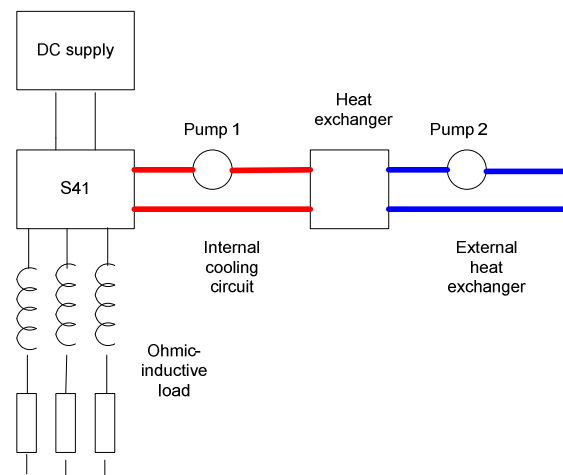 DC supply
Heat
exchanger
Pump 1
Pump 2
S41
Internal
cooling
circuit
External
heat
exchanger
Ohmic-
inductive
load